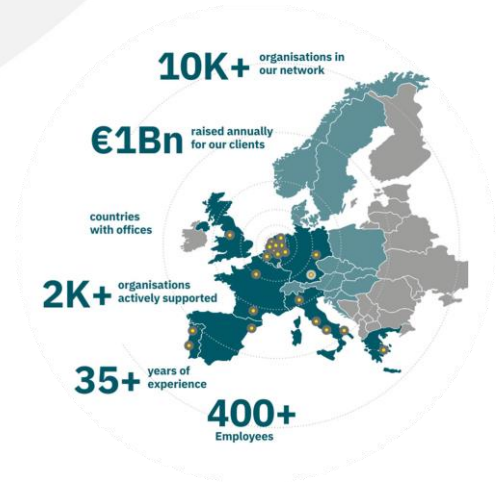 10K+ organisations in
our network
€1Bn raised annually
for our clients
countries
with offices
2K+ organisations
actively supported
35+ years of
experience
400+
Employees